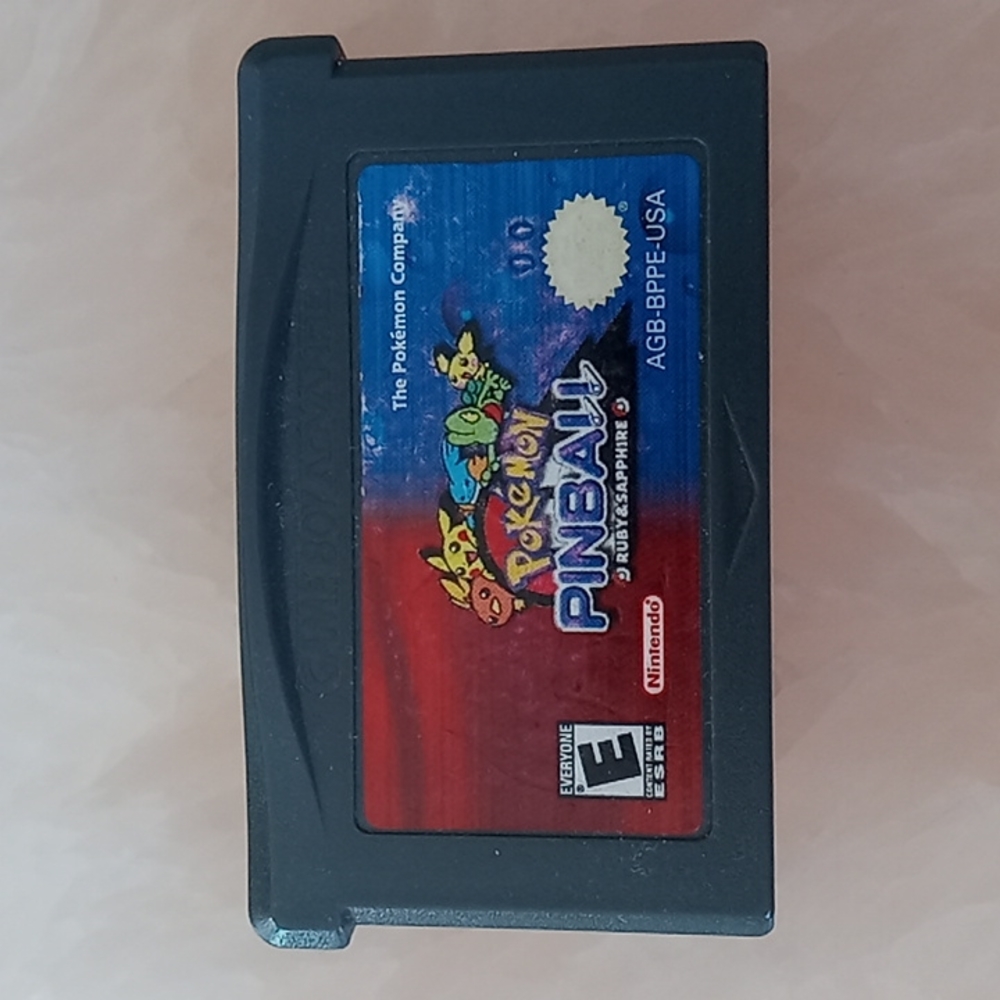 The Pokémon Company
POKéMON
PINBALL
RUBY&SAPPHIRE
EVERYONE
E
®
CONTENT RATED BY
ESRB
Nintendo®
AGB-BPPE-USA
®